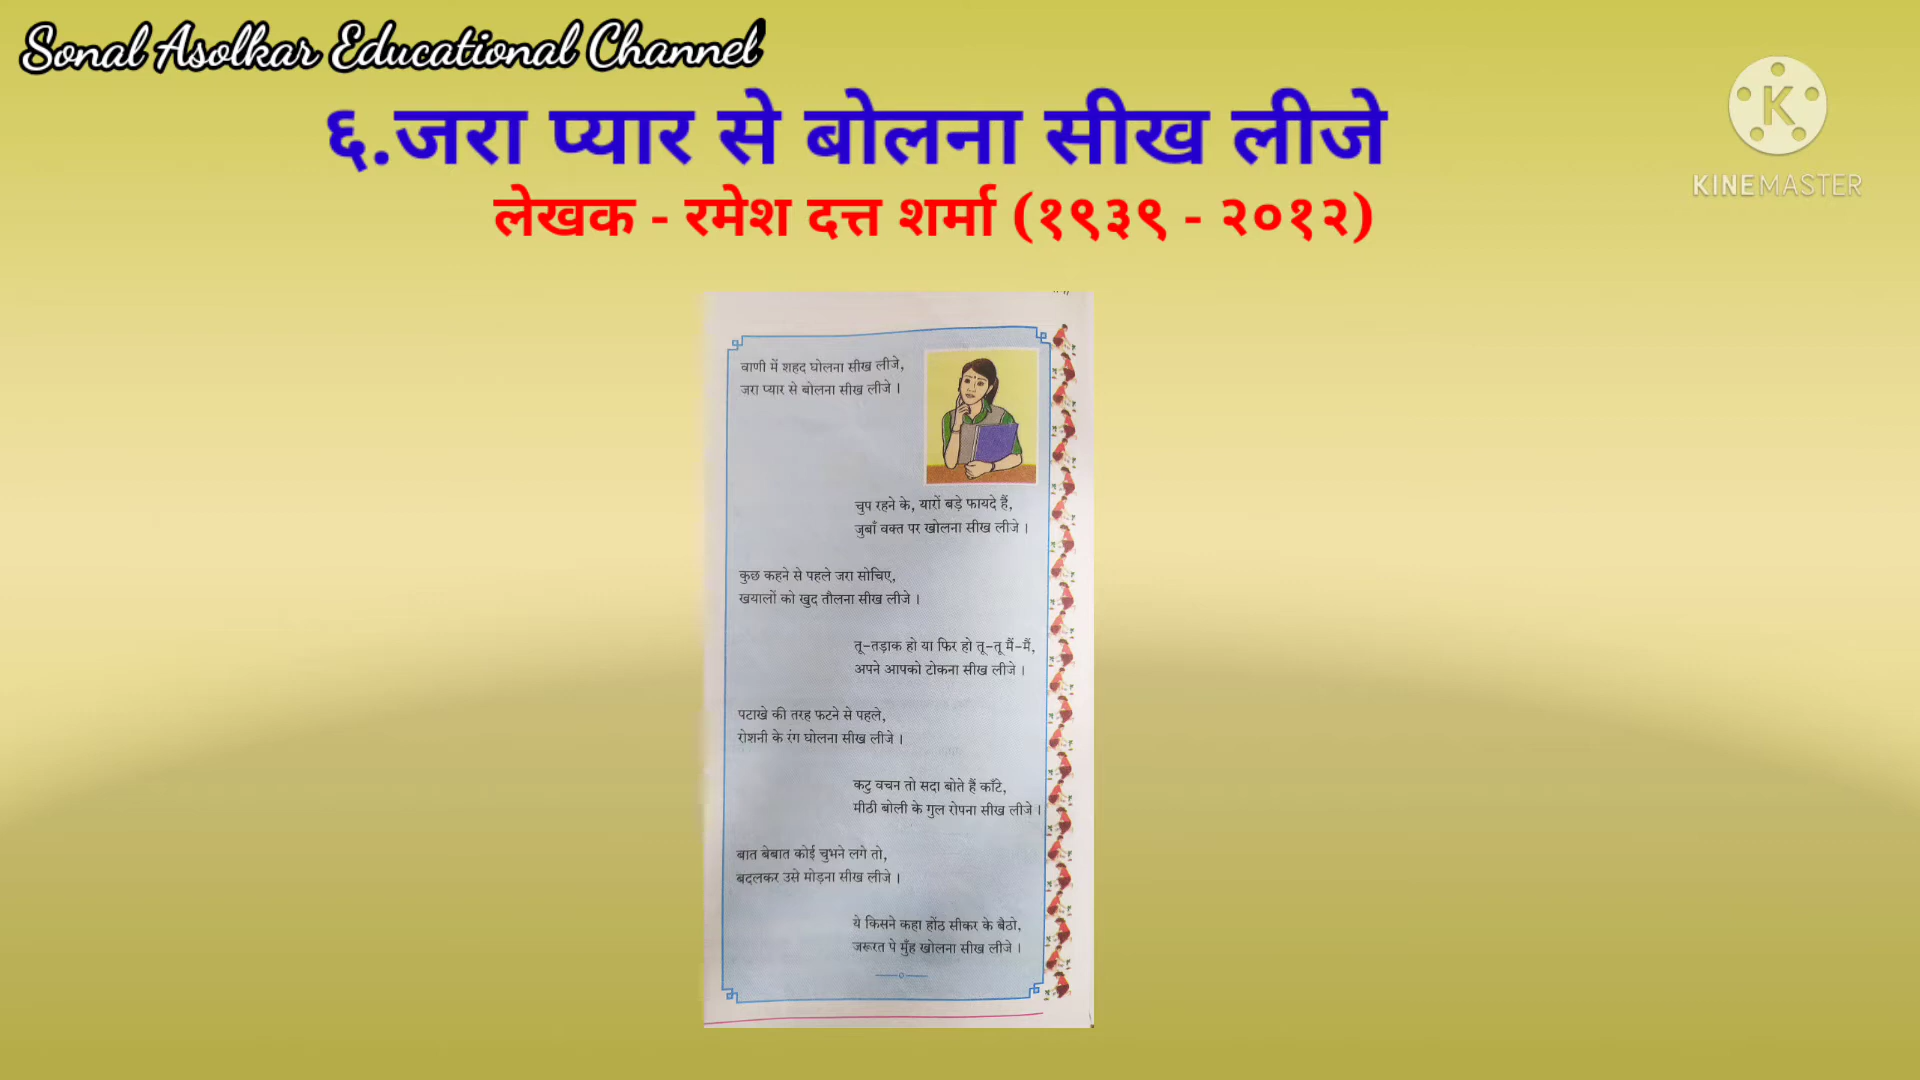 Sonal Asolkar Educational Channel
KINEMASTER
६.जरा प्यार से बोलना सीख लीजे
लेखक - रमेश दत्त शर्मा (१९३९ - २०१२)
वाणी में शहद घोलना सीख लीजे,
जरा प्यार से बोलना सीख लीजे ।
चुप रहने के, यारों बड़े फायदे हैं,
जुबाँ वक्त पर खोलना सीख लीजे ।
कुछ कहने से पहले जरा सोचिए,
खयालों को खुद तौलना सीख लीजे ।
तू-तड़ाक हो या फिर हो तू-तू मैं-मैं,
अपने आपको टोकना सीख लीजे ।
पटाखे की तरह फटने से पहले,
रोशनी के रंग घोलना सीख लीजे ।
कटु वचन तो सदा बोते हैं काँटे,
मीठी बोली के गुल रोपना सीख लीजे ।
बात बेबात कोई चुभने लगे तो,
बदलकर उसे मोड़ना सीख लीजे ।
ये किसने कहा होंठ सीकर के बैठो,
जरूरत पे मुँह खोलना सीख लीजे ।